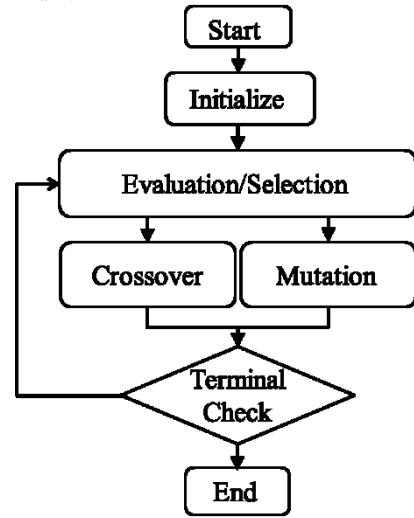 Start
Initialize
Evaluation/Selection
Crossover
Mutation
Terminal
Check
End